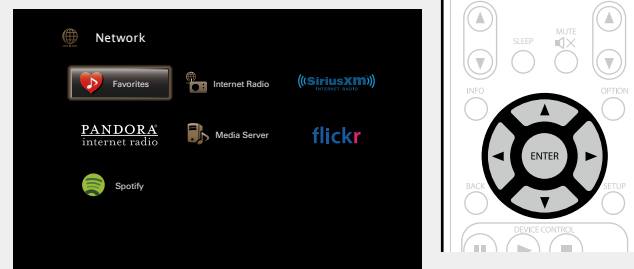 Network
Favorites
Internet Radio
((SiriusXM))
INTERNET RADIO
PANDORA®
internet radio
Media Server
flickr
Spotify
SLEEP
MUTE
INFO
OPTION
ENTER
BACK
SETUP
DEVICE CONTROL